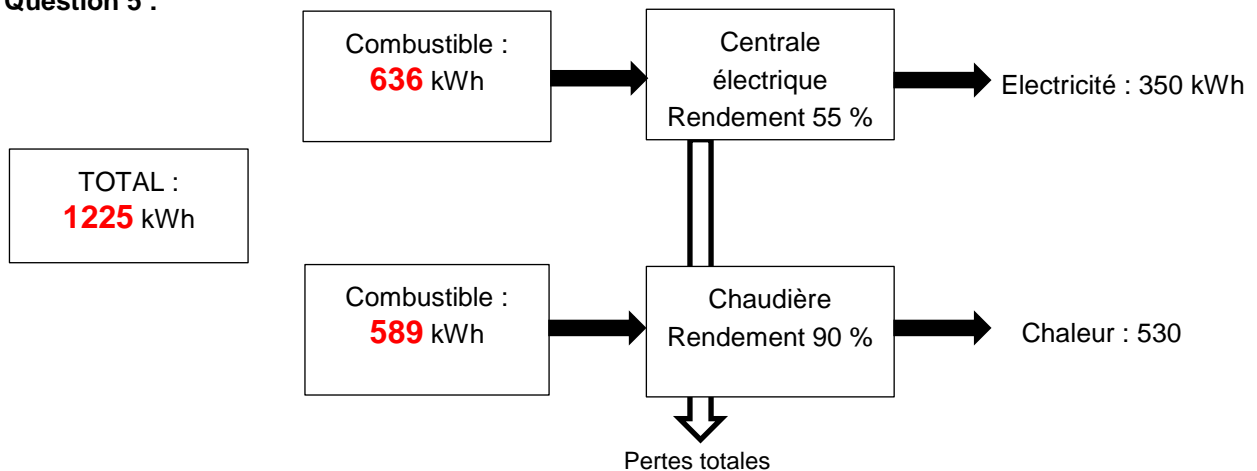 Question 5 :
Combustible :
636 kWh
Centrale
électrique
Rendement 55 %
Electricité : 350 kWh
TOTAL :
1225 kWh
Combustible :
589 kWh
Chaudière
Rendement 90 %
Chaleur : 530
Pertes totales